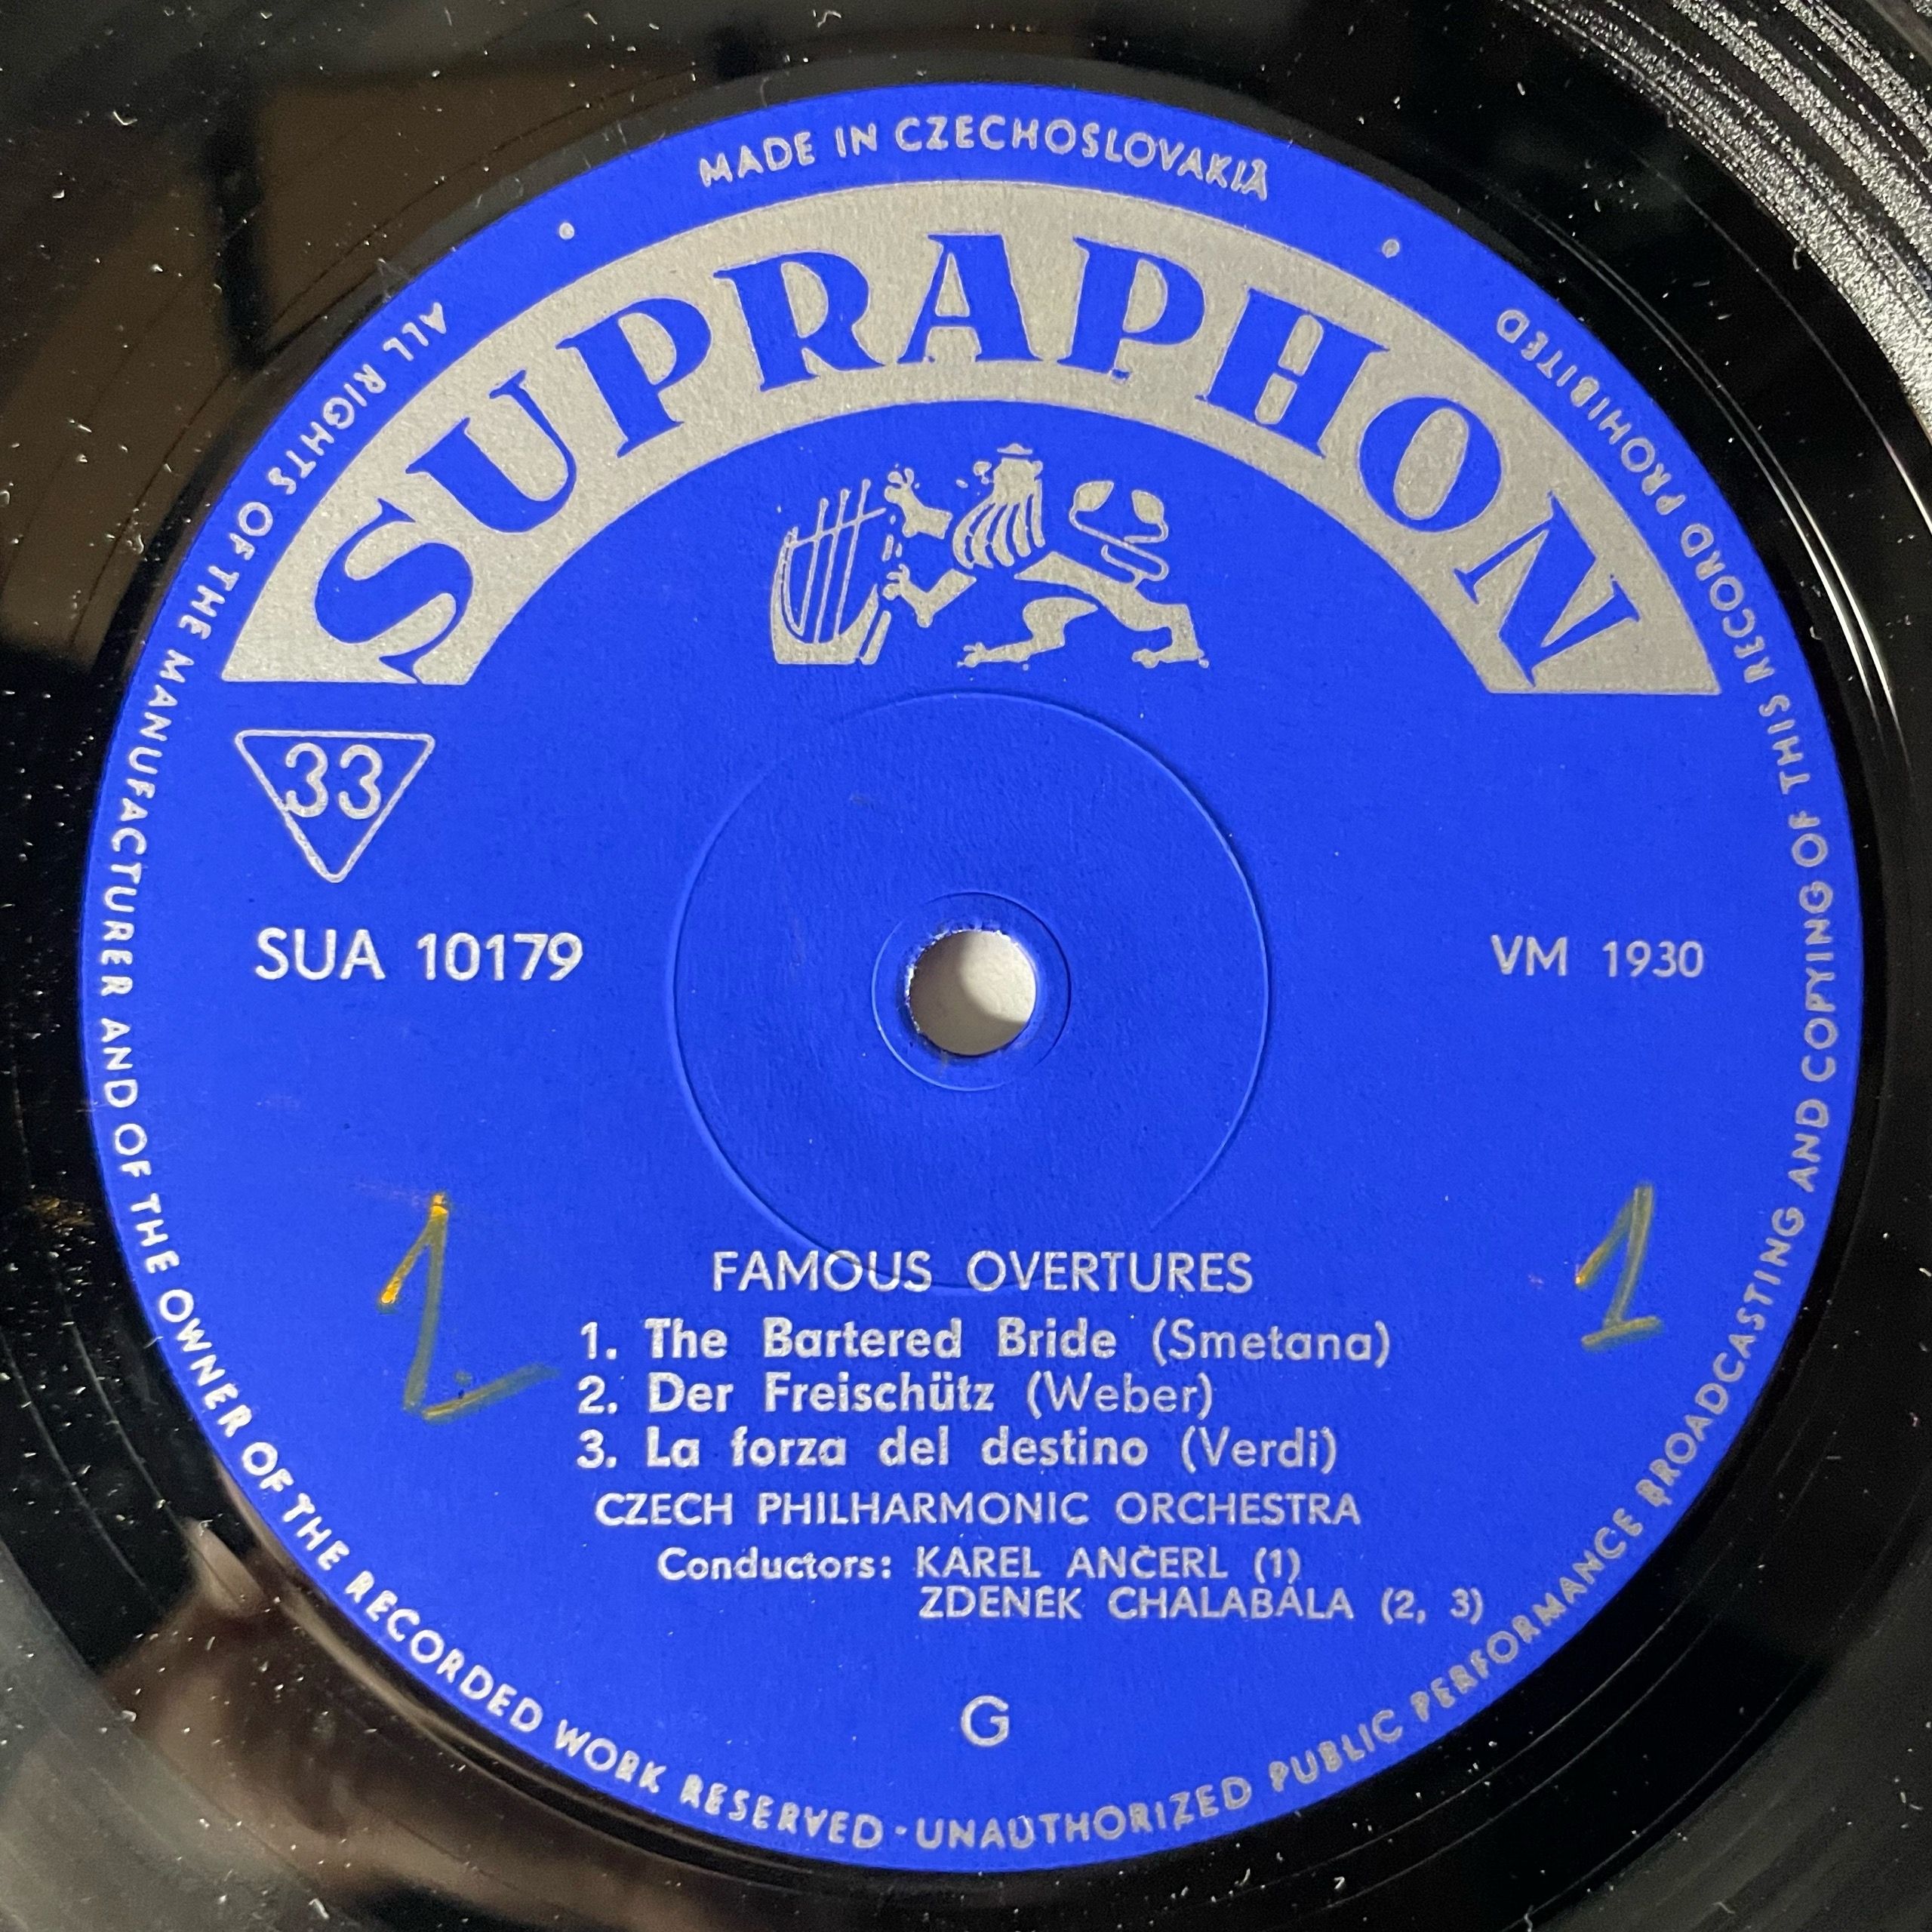 MADE IN CZECHOSLOVAKIA
SUPRAPHON
33
SUA 10179
VM 1930
1
1
FAMOUS OVERTURES
1. The Bartered Bride (Smetana)
2. Der Freischütz (Weber)
3. La forza del destino (Verdi)
CZECH PHILHARMONIC ORCHESTRA
Conductors: KAREL ANČERL (1)
ZDENĚK CHALABALA (2, 3)
G
ALL RIGHTS OF THE MANUFACTURER AND OF THE OWNER OF THE RECORDED WORK RESERVED · UNAUTHORIZED PUBLIC PERFORMANCE BROADCASTING AND COPYING OF THIS RECORD PROHIBITED